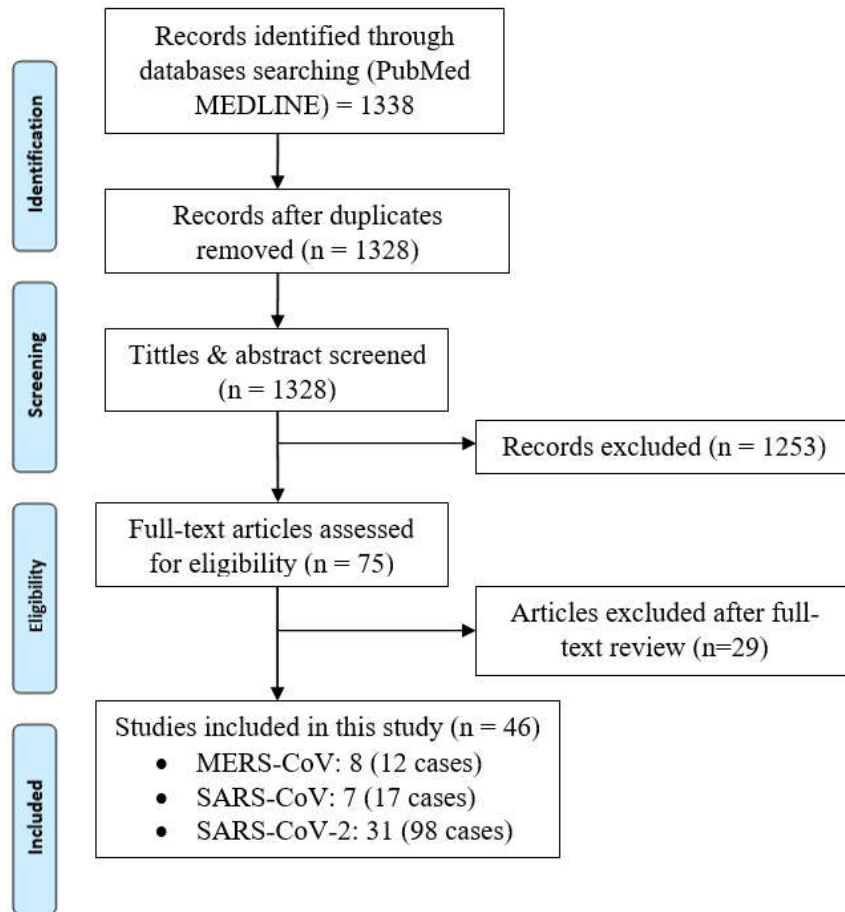 Identification
Records identified through
databases searching (PubMed
MEDLINE) = 1338
Records after duplicates
removed (n = 1328)
Screening
Tittles & abstract screened
(n = 1328)
Records excluded (n = 1253)
Eligibility
Full-text articles assessed
for eligibility (n = 75)
Articles excluded after full-
text review (n=29)
Included
Studies included in this study (n = 46)
• MERS-CoV: 8 (12 cases)
• SARS-CoV: 7 (17 cases)
• SARS-CoV-2: 31 (98 cases)